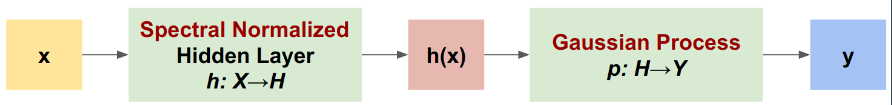 x
Spectral Normalized
Hidden Layer
h: X→H
h(x)
Gaussian Process
p: H→Y
y